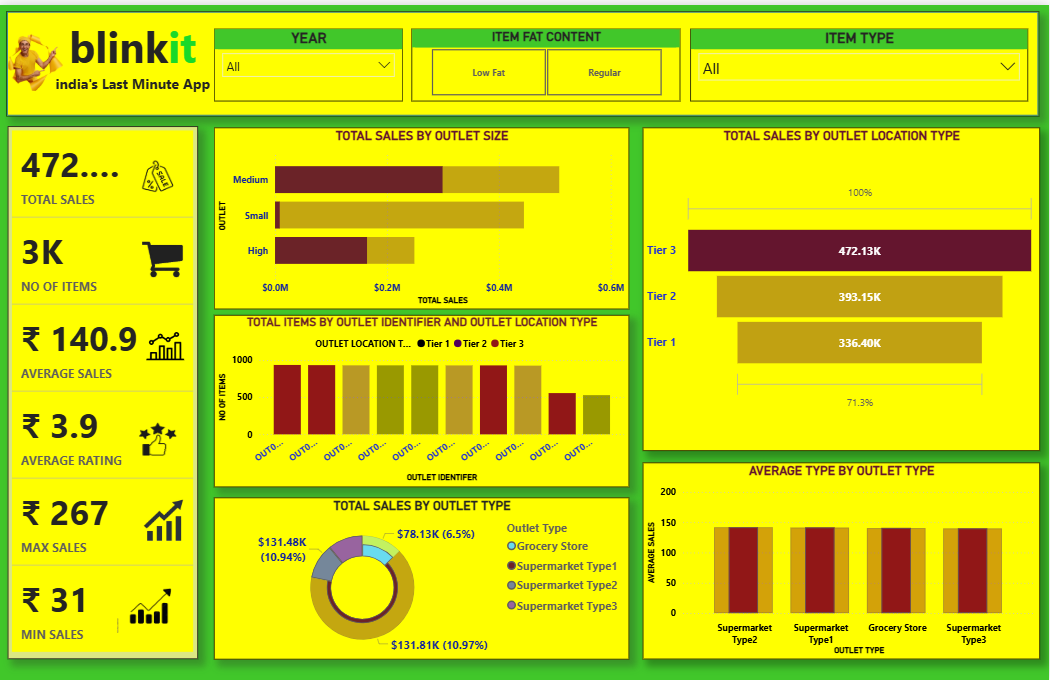 blinkit
india's Last Minute App
YEAR
All
ITEM FAT CONTENT
Low Fat
Regular
ITEM TYPE
All
472....
TOTAL SALES
SALE
%
3K
NO OF ITEMS
₹ 140.9
AVERAGE SALES
₹ 3.9
AVERAGE RATING
₹ 267
MAX SALES
₹ 31
MIN SALES
TOTAL SALES BY OUTLET SIZE
OUTLET
Medium
Small
High
$0.0M $0.2M $0.4M $0.6M
TOTAL SALES
TOTAL ITEMS BY OUTLET IDENTIFIER AND OUTLET LOCATION TYPE
OUTLET LOCATION T... Tier 1 Tier 2 Tier 3
NO OF ITEMS
1000
500
0
OUT0... OUT0... OUT0... OUT0... OUT0... OUT0... OUT0... OUT0... OUT0... OUT0...
OUTLET IDENTIFER
TOTAL SALES BY OUTLET TYPE
$131.48K
(10.94%)
$78.13K (6.5%)
$131.81K (10.97%)
Outlet Type
Grocery Store
Supermarket Type1
Supermarket Type2
Supermarket Type3
TOTAL SALES BY OUTLET LOCATION TYPE
100%
Tier 3 472.13K
Tier 2 393.15K
Tier 1 336.40K
71.3%
AVERAGE TYPE BY OUTLET TYPE
AVERAGE SALES
200
150
100
50
0
Supermarket Type2
Supermarket Type1
Grocery Store
Supermarket Type3
OUTLET TYPE